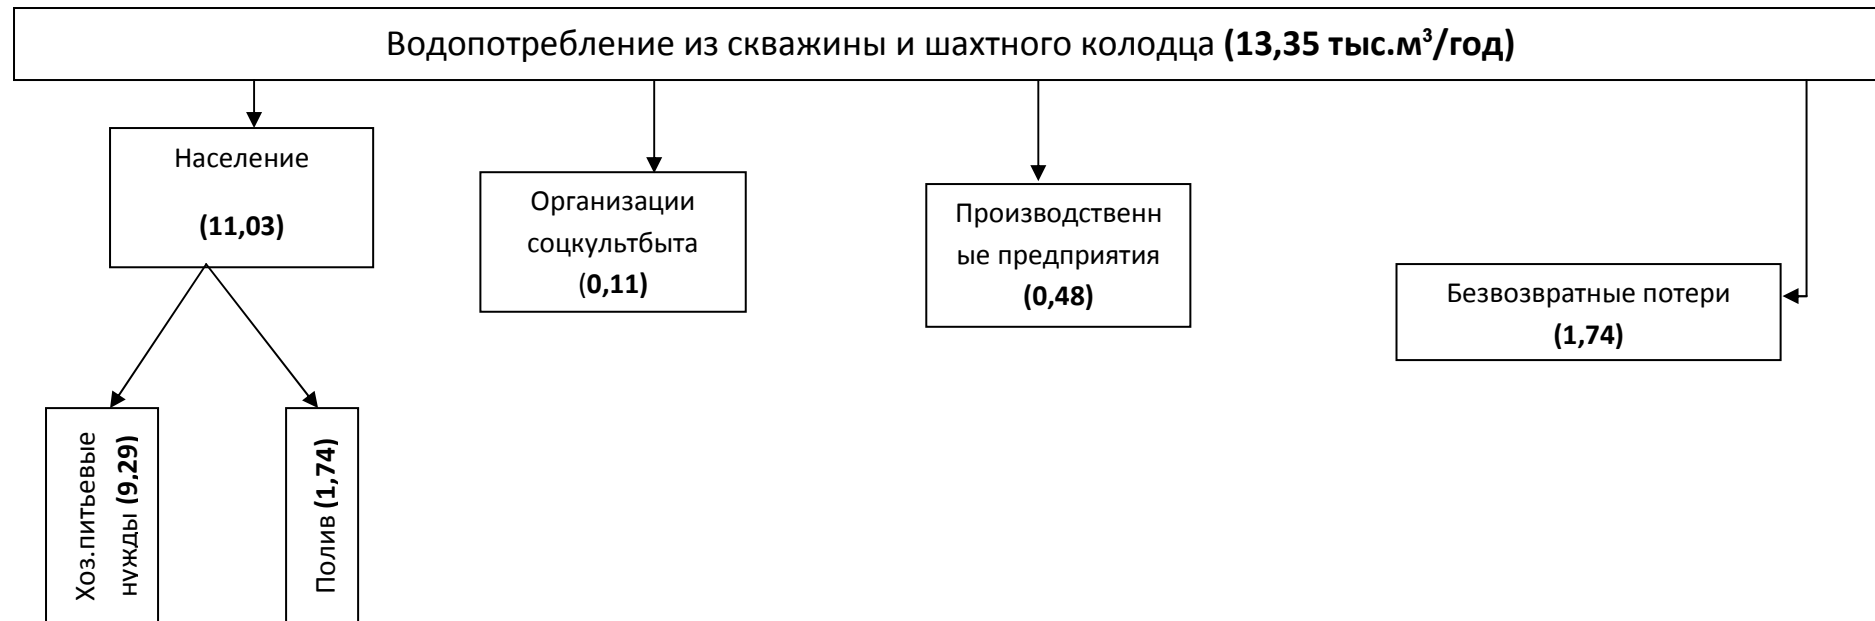 Водопотребление из скважины и шахтного колодца (13,35 тыс.м³/год)
Население
(11,03)
Организации
соцкультбыта
(0,11)
Производственн
ые предприятия
(0,48)
Безвозвратные потери
(1,74)
Хоз.питьевые
нужды (9,29)
Полив (1,74)